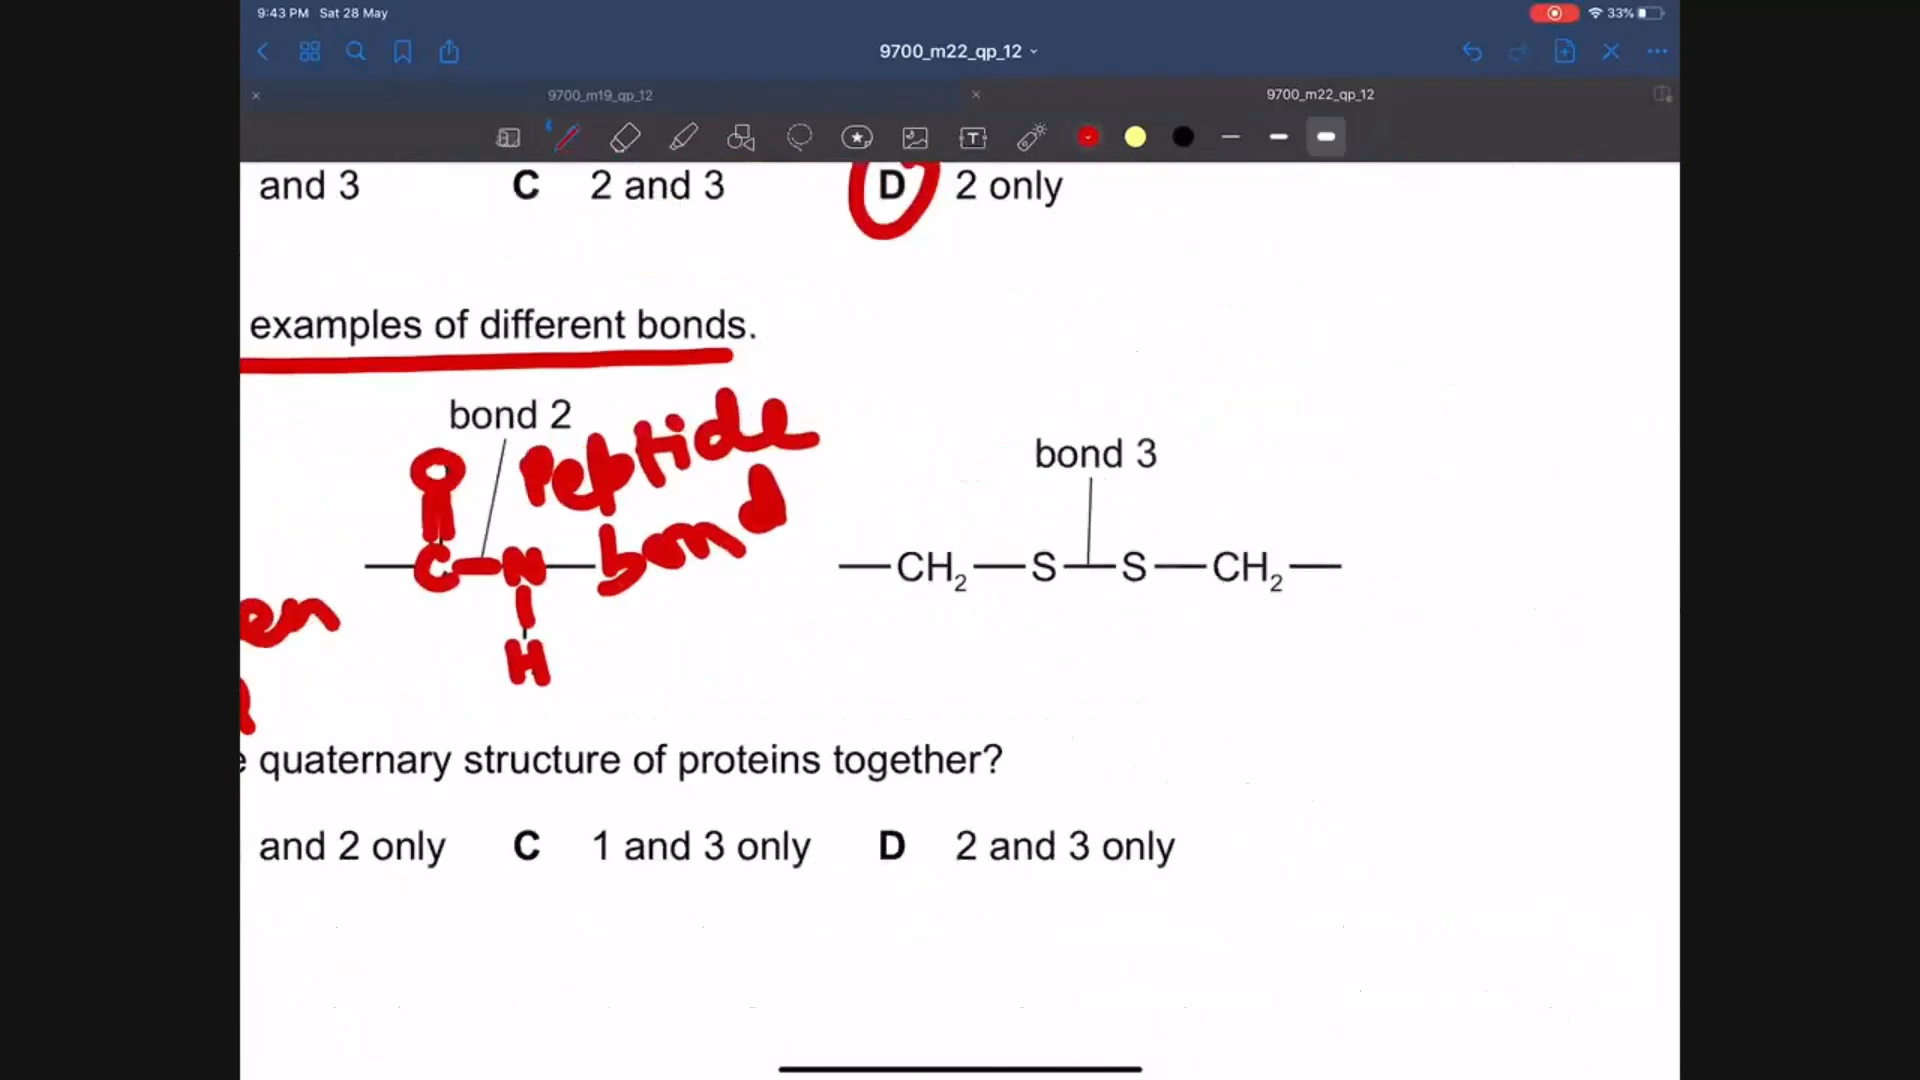 9:43 PM Sat 28 May
33%
9700_m22_qp_12
9700_m19_qp_12
9700_m22_qp_12
and 3 C 2 and 3 D 2 only
examples of different bonds.
bond 2
Peptide
bond
bond 3
O
C N
H
CH₂ S S CH₂
en
quaternary structure of proteins together?
and 2 only C 1 and 3 only D 2 and 3 only